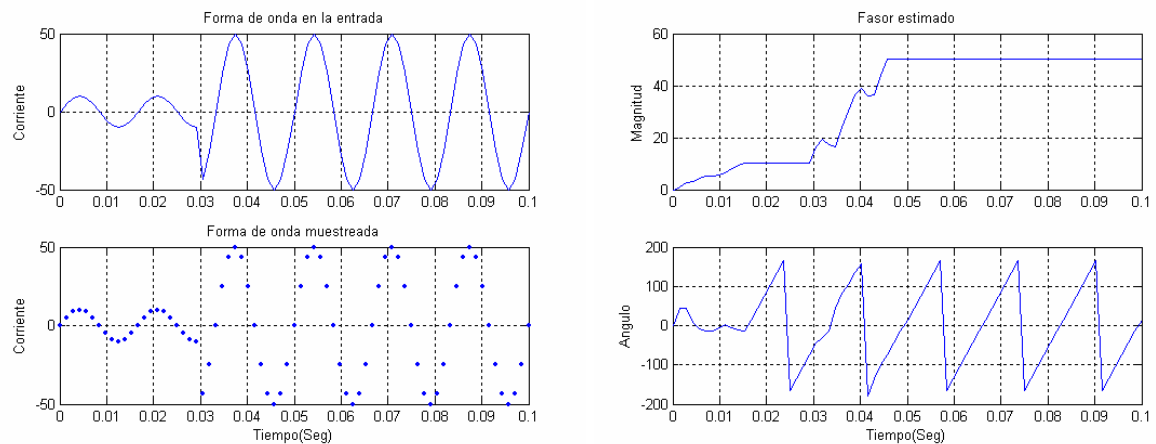 Forma de onda en la entrada
50
0
-50
Corriente
0 0.01 0.02 0.03 0.04 0.05 0.06 0.07 0.08 0.09 0.1
Forma de onda muestreada
50
0
-50
Corriente
0 0.01 0.02 0.03 0.04 0.05 0.06 0.07 0.08 0.09 0.1
Tiempo(Seg)
Fasor estimado
60
40
20
0
Magnitud
0 0.01 0.02 0.03 0.04 0.05 0.06 0.07 0.08 0.09 0.1
200
100
0
-100
-200
Angulo
0 0.01 0.02 0.03 0.04 0.05 0.06 0.07 0.08 0.09 0.1
Tiempo(Seg)